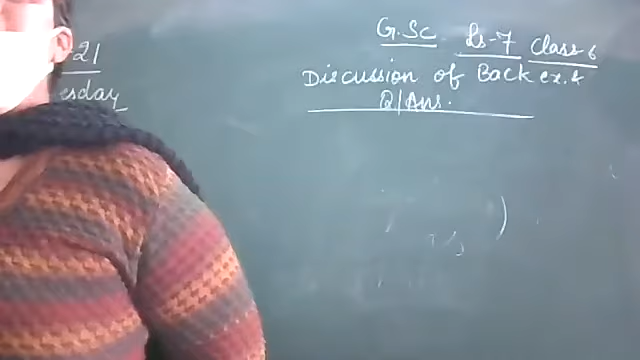 G.Sc. Ls-7 Class-6
-21
esday
Discussion of Back ex. &
Q/Ans.